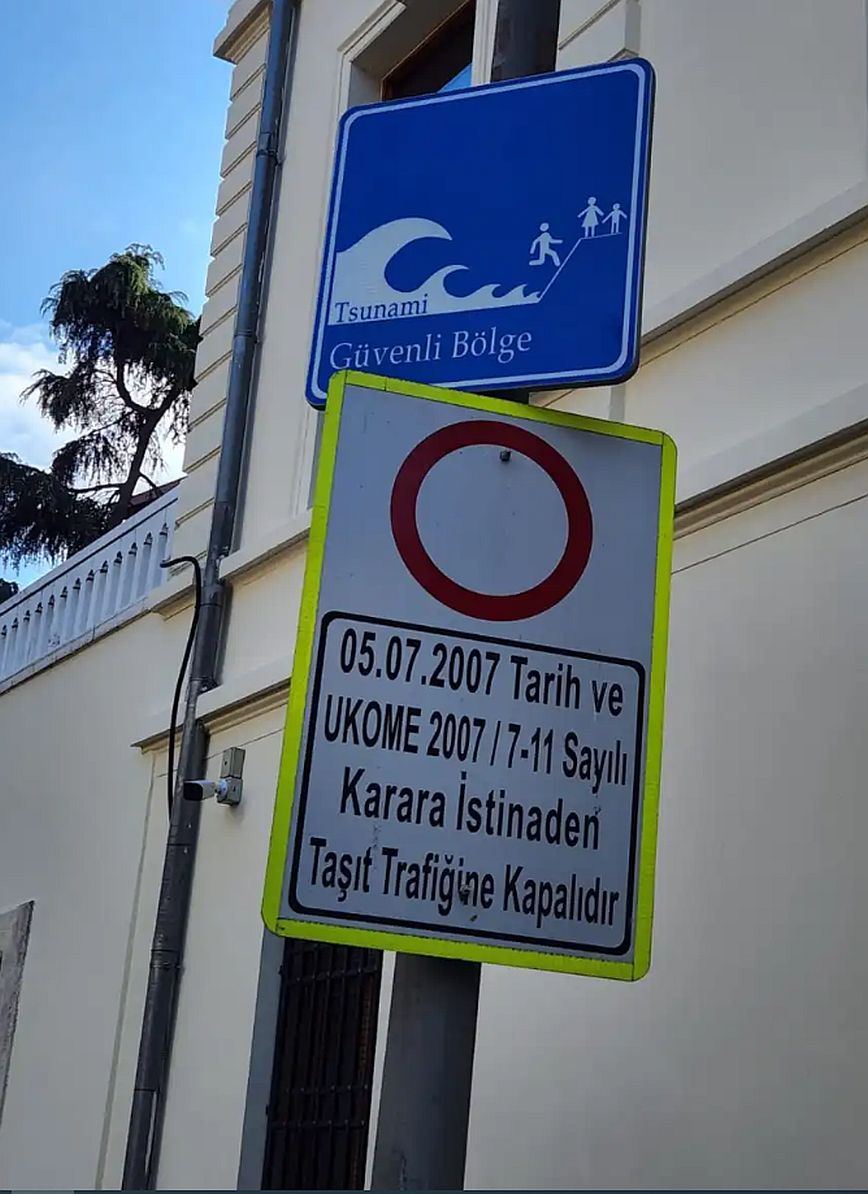 Tsunami
Güvenli Bölge
05.07.2007 Tarih ve
UKOME 2007 / 7-11 Sayılı
Karara İstinaden
Taşıt Trafiğine Kapalıdır